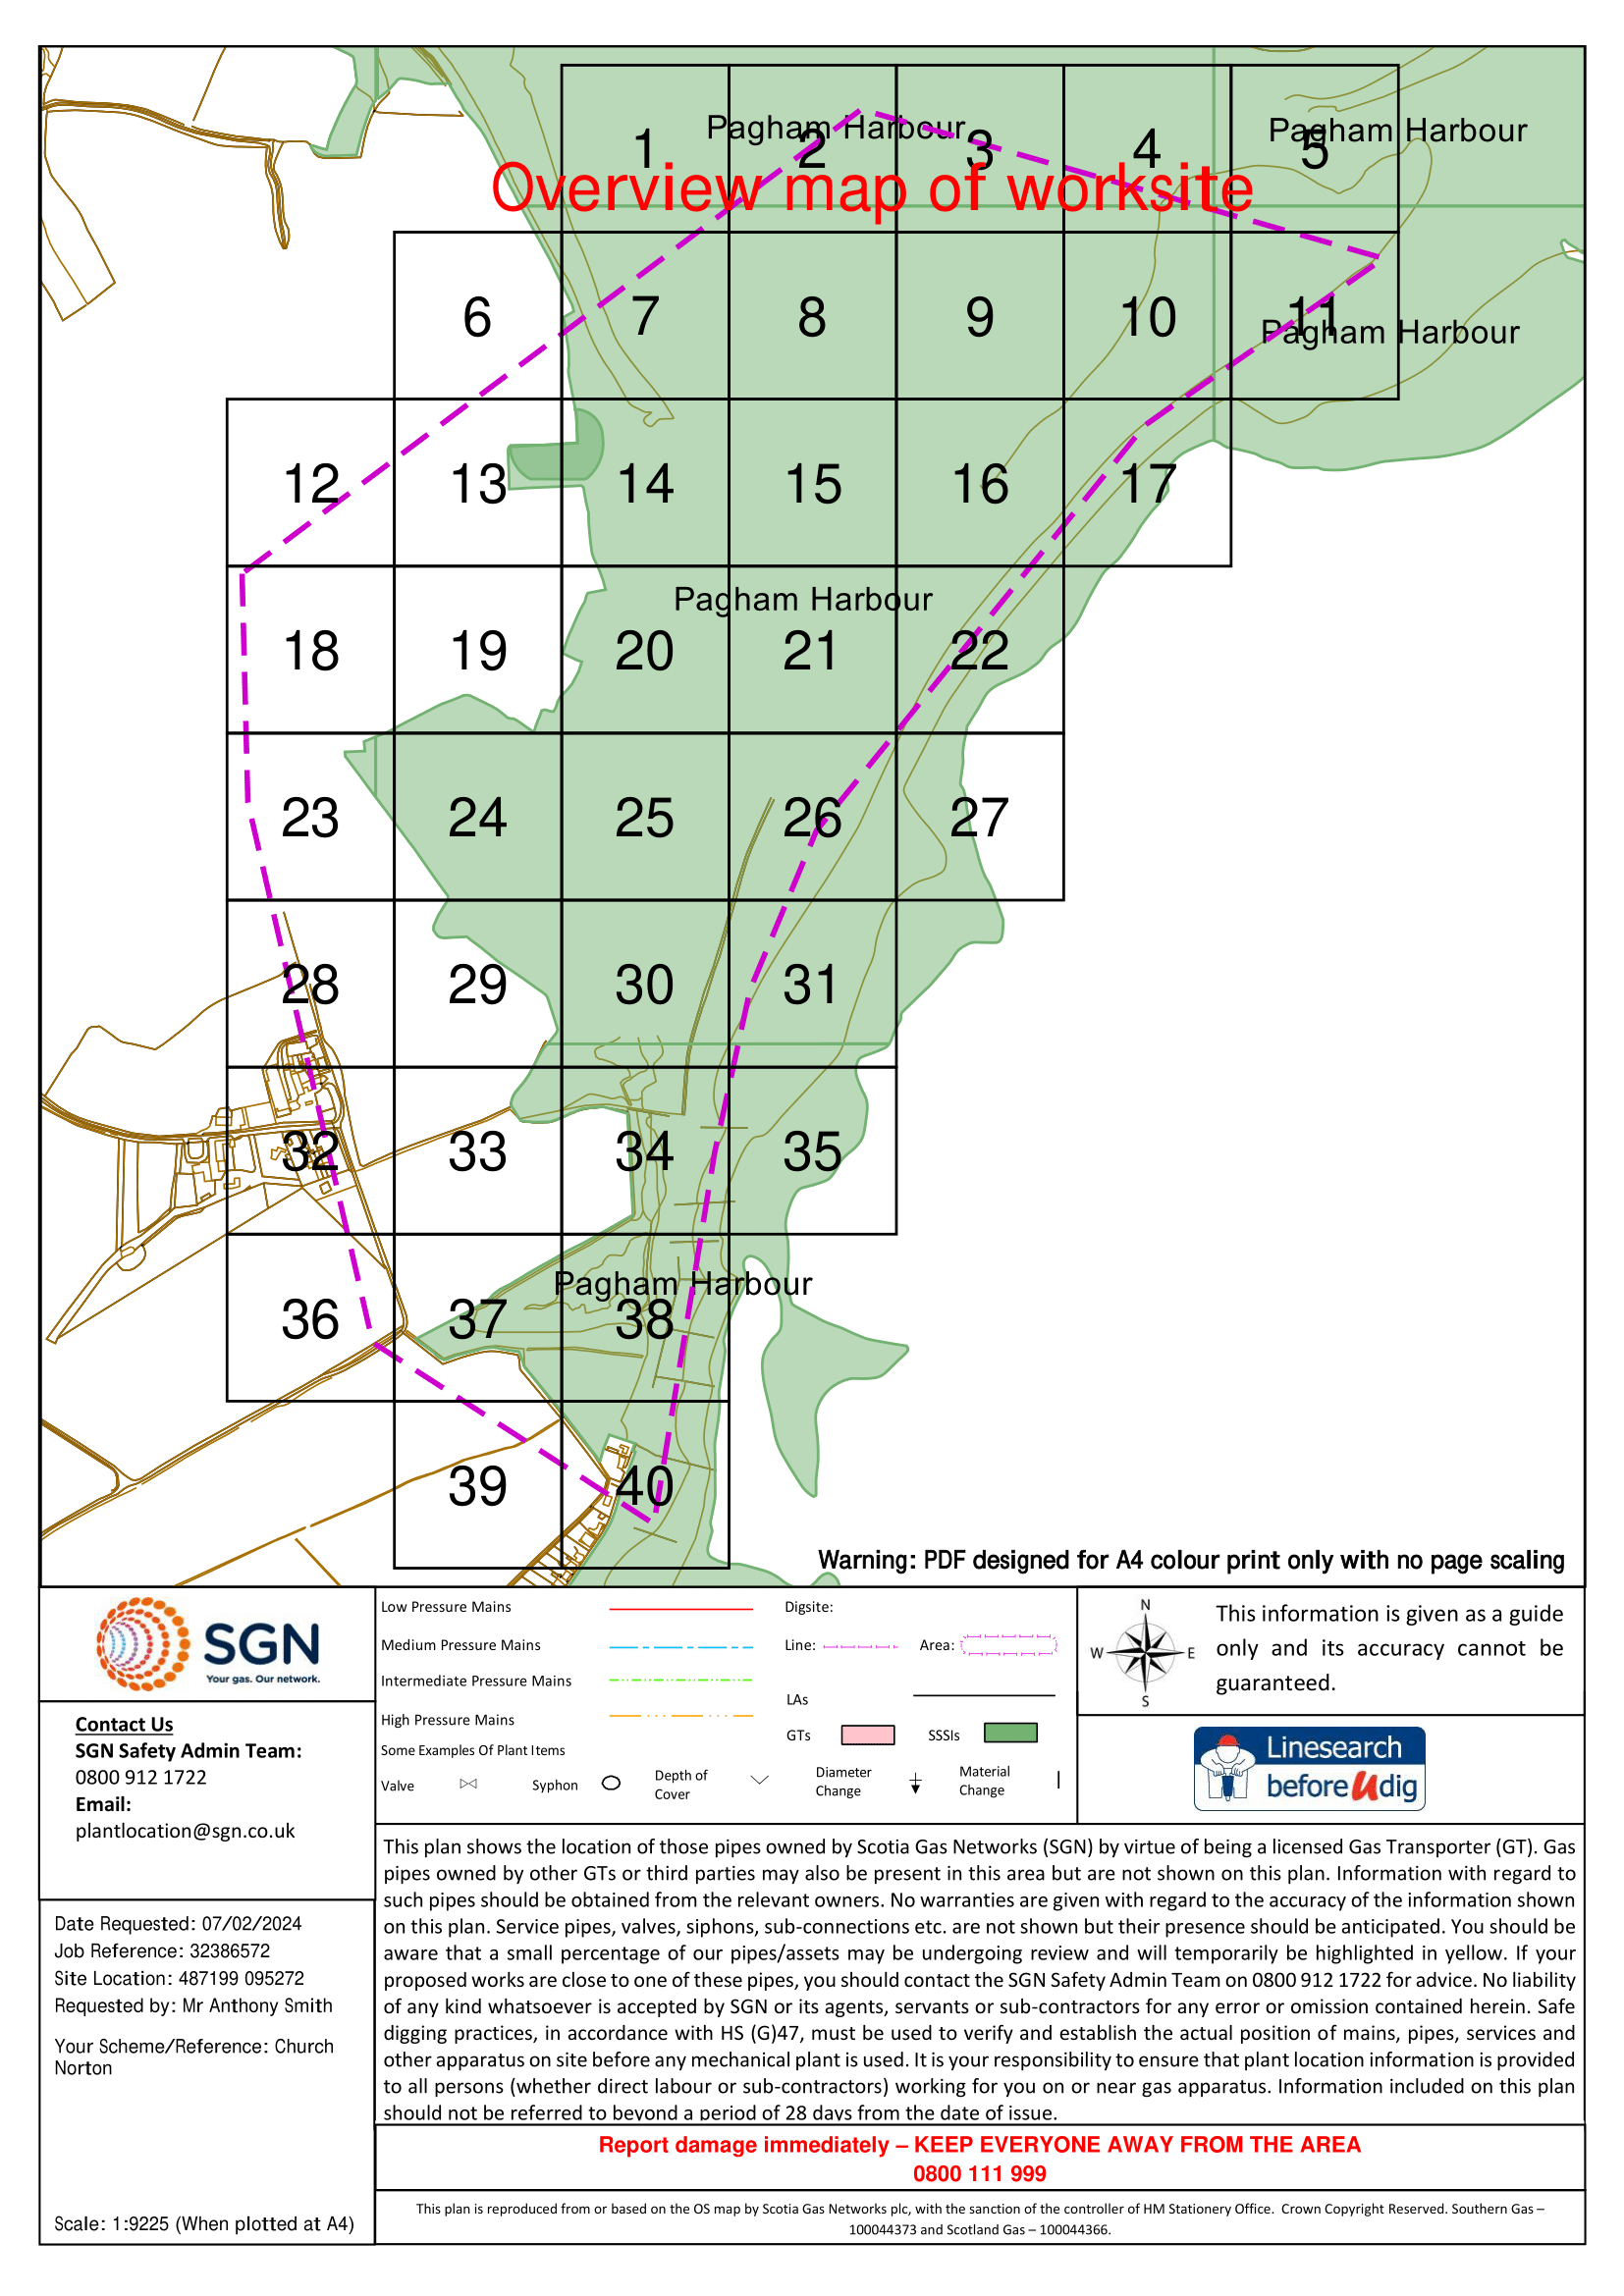 Pagham Harbour
Pagham Harbour
1
2
3
4
5
Overview map of worksite
6
7
8
9
10
11
Pagham Harbour
12
13
14
15
16
17
Pagham Harbour
18
19
20
21
22
23
24
25
26
27
28
29
30
31
32
33
34
35
Pagham Harbour
36
37
38
39
40
Warning: PDF designed for A4 colour print only with no page scaling
SGN
Your gas. Our network.
Contact Us
SGN Safety Admin Team:
0800 912 1722
Email:
plantlocation@sgn.co.uk
Date Requested: 07/02/2024
Job Reference: 32386572
Site Location: 487199 095272
Requested by: Mr Anthony Smith
Your Scheme/Reference: Church
Norton
Scale: 1:9225 (When plotted at A4)
Low Pressure Mains
Medium Pressure Mains
Intermediate Pressure Mains
High Pressure Mains
Some Examples Of Plant Items
Valve
Syphon
Depth of
Cover
Diameter
Change
Material
Change
Digsite:
Line:
Area:
LAs
GTs
SSSIs
N
W
E
S
This information is given as a guide
only and its accuracy cannot be
guaranteed.
Linesearch
before U dig
This plan shows the location of those pipes owned by Scotia Gas Networks (SGN) by virtue of being a licensed Gas Transporter (GT). Gas
pipes owned by other GTs or third parties may also be present in this area but are not shown on this plan. Information with regard to
such pipes should be obtained from the relevant owners. No warranties are given with regard to the accuracy of the information shown
on this plan. Service pipes, valves, siphons, sub-connections etc. are not shown but their presence should be anticipated. You should be
aware that a small percentage of our pipes/assets may be undergoing review and will temporarily be highlighted in yellow. If your
proposed works are close to one of these pipes, you should contact the SGN Safety Admin Team on 0800 912 1722 for advice. No liability
of any kind whatsoever is accepted by SGN or its agents, servants or sub-contractors for any error or omission contained herein. Safe
digging practices, in accordance with HS (G)47, must be used to verify and establish the actual position of mains, pipes, services and
other apparatus on site before any mechanical plant is used. It is your responsibility to ensure that plant location information is provided
to all persons (whether direct labour or sub-contractors) working for you on or near gas apparatus. Information included on this plan
should not be referred to beyond a period of 28 days from the date of issue.
Report damage immediately – KEEP EVERYONE AWAY FROM THE AREA
0800 111 999
This plan is reproduced from or based on the OS map by Scotia Gas Networks plc, with the sanction of the controller of HM Stationery Office. Crown Copyright Reserved. Southern Gas –
100044373 and Scotland Gas – 100044366.